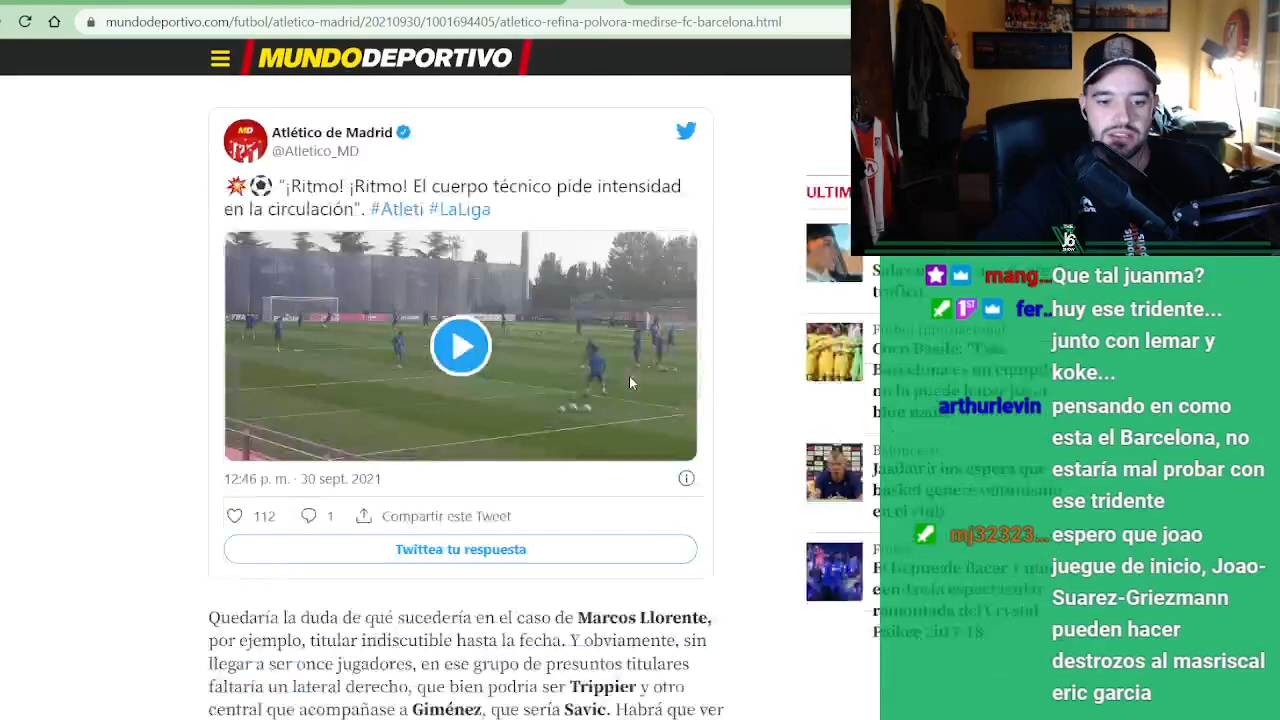 mundodeportivo.com/futbol/atletico-madrid/20210930/1001694405/atletico-refina-polvora-medirse-fc-barcelona.html
MUNDODEPORTIVO
MD
Atlético de Madrid
@Atletico_MD
“¡Ritmo! ¡Ritmo! El cuerpo técnico pide intensidad
en la circulación". #Atleti #LaLiga
12:46 p. m. · 30 sept. 2021
112 1 Compartir este Tweet
Twittea tu respuesta
Quedaría la duda de qué sucedería en el caso de Marcos Llorente,
por ejemplo, titular indiscutible hasta la fecha. Y obviamente, sin
llegar a ser once jugadores, en ese grupo de presuntos titulares
faltaría un lateral derecho, que bien podría ser Trippier y otro
central que acompañase a Giménez, que sería Savic. Habrá que ver
ULTIM
mang... Que tal juanma?
fer.. huy ese tridente...
junto con lemar y
koke...
arthurlevin pensando en como
esta el Barcelona, no
estaría mal probar con
ese tridente
mj32323... espero que joao
juegue de inicio, Joao-
Suarez-Griezmann
pueden hacer
destrozos al masriscal
eric garcia